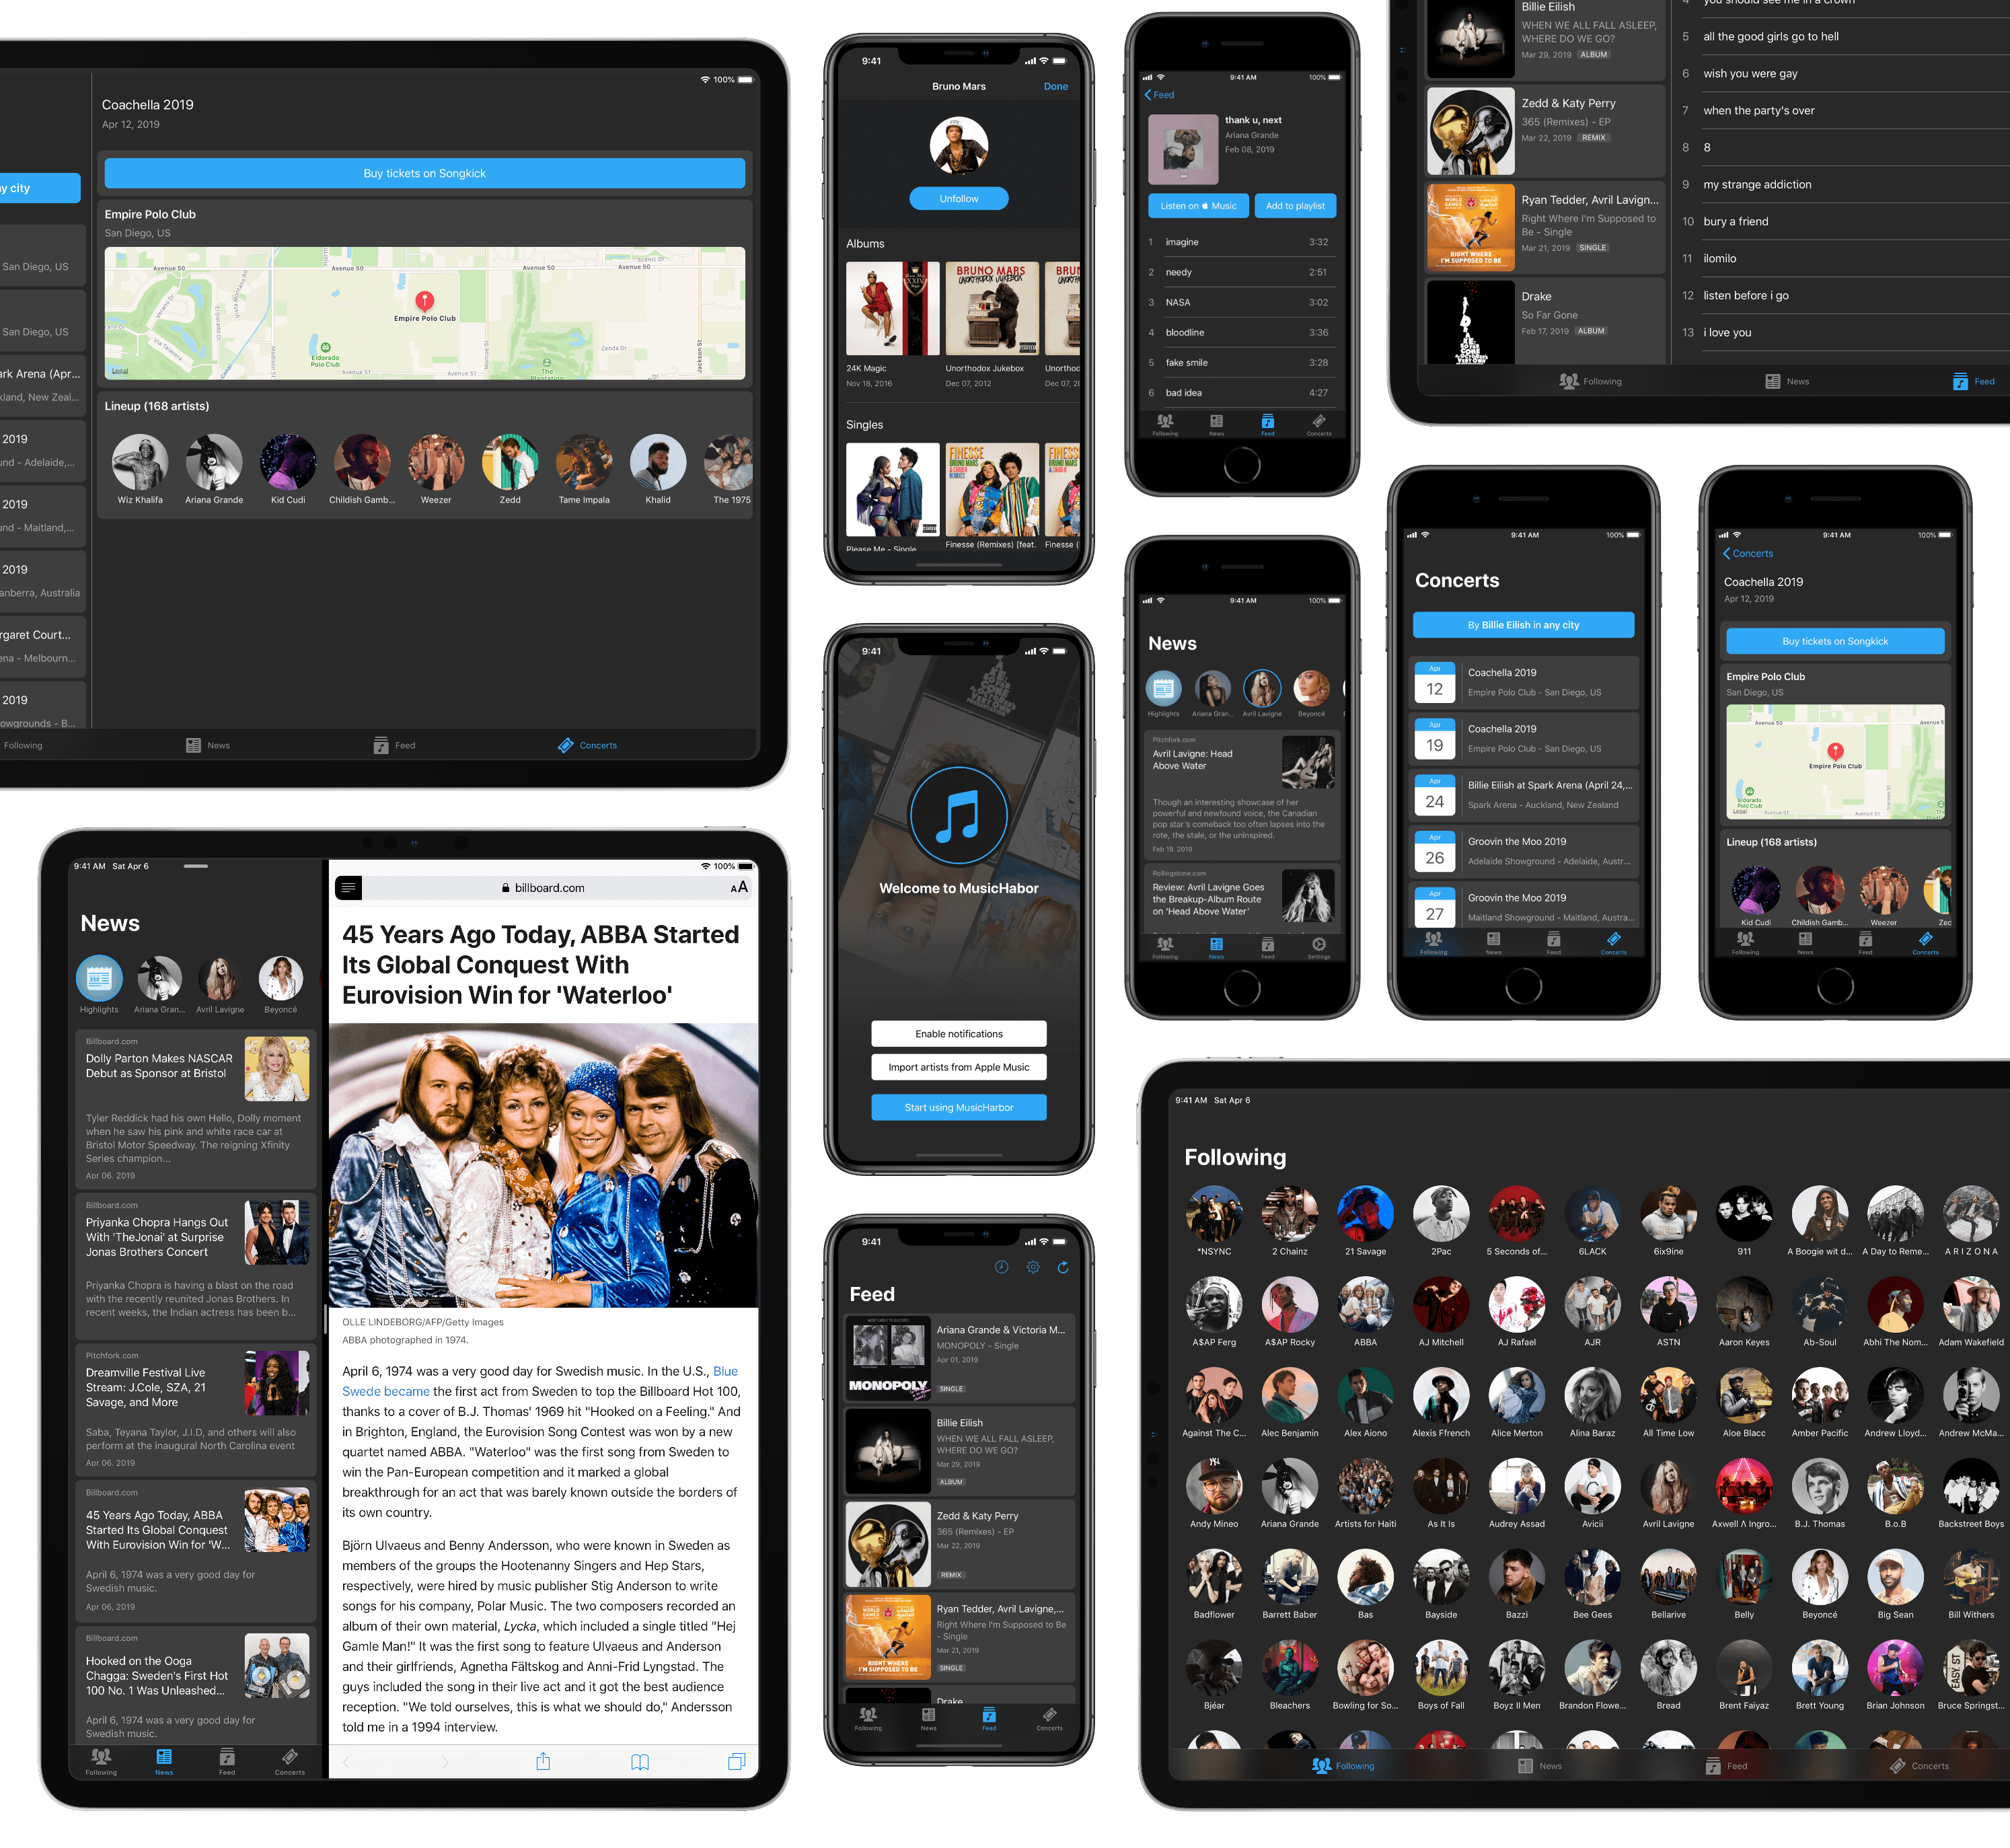 100%
Coachella 2019
Apr 12, 2019
y city
Buy tickets on Songkick
Empire Polo Club
San Diego, US
San Diego, US
San Diego, US
Avenue 50
Avenue 50
Avenue 50
Avenue 50
Empire Polo Club
Eldorado
Polo Club
Legal
Avenue 51
Avenue 51
Zenda Dr
Jackson St
Lineup (168 artists)
Wiz Khalifa
Ariana Grande
Kid Cudi
Childish Gamb...
Weezer
Zedd
Tame Impala
Khalid
The 1975
ark Arena (Apr...
kland, New Zeal...
2019
und - Adelaide,...
2019
und - Maitland,...
2019
anberra, Australia
rgaret Court...
ena - Melbourn...
2019
owgrounds - B...
Following
News
Feed
Concerts
9:41
Bruno Mars
Done
Unfollow
Albums
24K Magic
Nov 18, 2016
Unorthodox Jukebox
Dec 07, 2012
Unorthoc
Dec 07, 20
Singles
Please Me - Single
Finesse (Remixes) [feat.
Finesse (
9:41 AM
100%
Feed
thank u, next
Ariana Grande
Feb 08, 2019
Listen on Music
Add to playlist
1 imagine 3:32
2 needy 2:51
3 NASA 3:02
4 bloodline 3:36
5 fake smile 3:28
6 bad idea 4:27
Following
News
Feed
Concerts
Billie Eilish
WHEN WE ALL FALL ASLEEP,
WHERE DO WE GO?
Mar 29, 2019 ALBUM
Zedd & Katy Perry
365 (Remixes) - EP
Mar 22, 2019 REMIX
Ryan Tedder, Avril Lavign...
Right Where I'm Supposed to
Be - Single
Mar 21, 2019 SINGLE
RIGHT WHERE
I'M SUPPOSED TO BE
Drake
So Far Gone
Feb 17, 2019 ALBUM
4 you should see me in a crown
5 all the good girls go to hell
6 wish you were gay
7 when the party's over
8 8
9 my strange addiction
10 bury a friend
11 ilomilo
12 listen before i go
13 i love you
Following
News
Feed
9:41
Welcome to MusicHabor
Enable notifications
Import artists from Apple Music
Start using MusicHarbor
9:41 AM
100%
News
Highlights
Ariana Gran...
Avril Lavigne
Beyoncé
Pitchfork.com
Avril Lavigne: Head
Above Water
Though an interesting showcase of her
powerful and newfound voice, the Canadian
pop star's comeback too often lapses into the
rote, the stale, or the uninspired.
Feb 19. 2019
Rollingstone.com
Review: Avril Lavigne Goes
the Breakup-Album Route
on 'Head Above Water'
Following
News
Feed
Settings
9:41 AM
100%
Concerts
By Billie Eilish in any city
Apr
12
Coachella 2019
Empire Polo Club - San Diego, US
Apr
19
Coachella 2019
Empire Polo Club - San Diego, US
Apr
24
Billie Eilish at Spark Arena (April 24,...
Spark Arena - Auckland, New Zealand
Apr
26
Groovin the Moo 2019
Adelaide Showground - Adelaide, Austr...
Apr
27
Groovin the Moo 2019
Maitland Showground - Maitland, Austra...
Following
News
Feed
Concerts
9:41 AM
100%
Concerts
Coachella 2019
Apr 12, 2019
Buy tickets on Songkick
Empire Polo Club
San Diego, US
Avenue 50
Avenue 5
Empire Polo Club
Eldorado
Polo Club
Legal
Avenue 51
Avenue 51
Lineup (168 artists)
Kid Cudi
Childish Gamb...
Weezer
Zec
Following
News
Feed
Concerts
9:41 AM Sat Apr 6
100%
News
Highlights
Ariana Gran...
Avril Lavigne
Beyoncé
Billboard.com
Dolly Parton Makes NASCAR
Debut as Sponsor at Bristol
Tyler Reddick had his own Hello, Dolly moment
when he saw his pink and white race car at
Bristol Motor Speedway. The reigning Xfinity
Series champion...
Apr 06. 2019
Billboard.com
Priyanka Chopra Hangs Out
With 'TheJonai' at Surprise
Jonas Brothers Concert
Priyanka Chopra is having a blast on the road
with the recently reunited Jonas Brothers. In
recent weeks, the Indian actress has been b...
Pitchfork.com
Dreamville Festival Live
Stream: J.Cole, SZA, 21
Savage, and More
Saba, Teyana Taylor, J.I.D, and others will also
perform at the inaugural North Carolina event
Apr 06. 2019
Billboard.com
45 Years Ago Today, ABBA
Started Its Global Conquest
With Eurovision Win for 'W...
April 6, 1974 was a very good day for
Swedish music.
Apr 06, 2019
Billboard.com
Hooked on the Ooga
Chagga: Sweden's First Hot
100 No. 1 Was Unleashed...
April 6, 1974 was a very good day for
Swedish music.
Following
News
Feed
Concerts
billboard.com
AA
45 Years Ago Today, ABBA Started
Its Global Conquest With
Eurovision Win for 'Waterloo'
OLLE LINDEBORG/AFP/Getty Images
ABBA photographed in 1974.
April 6, 1974 was a very good day for Swedish music. In the U.S., Blue
Swede became the first act from Sweden to top the Billboard Hot 100,
thanks to a cover of B.J. Thomas' 1969 hit "Hooked on a Feeling." And
in Brighton, England, the Eurovision Song Contest was won by a new
quartet named ABBA. "Waterloo" was the first song from Sweden to
win the Pan-European competition and it marked a global
breakthrough for an act that was barely known outside the borders of
its own country.
Björn Ulvaeus and Benny Andersson, who were known in Sweden as
members of the groups the Hootenanny Singers and Hep Stars,
respectively, were hired by music publisher Stig Anderson to write
songs for his company, Polar Music. The two composers recorded an
album of their own material, Lycka, which included a single titled "Hej
Gamle Man!" It was the first song to feature Ulvaeus and Anderson
and their girlfriends, Agnetha Fältskog and Anni-Frid Lyngstad. The
guys included the song in their live act and it got the best audience
reception. "We told ourselves, this is what we should do," Andersson
told me in a 1994 interview.
9:41
Feed
Ariana Grande & Victoria M...
MONOPOLY - Single
Apr 01, 2019
SINGLE
MONOPOLY
Billie Eilish
WHEN WE ALL FALL ASLEEP,
WHERE DO WE GO?
Mar 29, 2019
ALBUM
Zedd & Katy Perry
365 (Remixes) - EP
Mar 22, 2019
REMIX
Ryan Tedder, Avril Lavigne,...
Right Where I'm Supposed to Be
- Single
Mar 21, 2019
SINGLE
RIGHT WHERE
I'M SUPPOSED TO BE
Drake
Following
News
Feed
Concerts
9:41 AM Sat Apr 6
Following
*NSYNC
2 Chainz
21 Savage
2Pac
5 Seconds of...
6LACK
6ix9ine
911
A Boogie wit d...
A Day to Reme...
A R I Z O N A
A$AP Ferg
A$AP Rocky
ABBA
AJ Mitchell
AJ Rafael
AJR
ASTN
Aaron Keyes
Ab-Soul
Abhi The Nom...
Adam Wakefield
Against The C...
Alec Benjamin
Alex Aiono
Alexis Ffrench
Alice Merton
Alina Baraz
All Time Low
Aloe Blacc
Amber Pacific
Andrew Lloyd...
Andrew McMa...
Andy Mineo
Ariana Grande
Artists for Haiti
As It Is
Audrey Assad
Avicii
Avril Lavigne
Axwell Λ Ingro...
B.J. Thomas
B.o.B
Backstreet Boys
Badflower
Barrett Baber
Bas
Bayside
Bazzi
Bee Gees
Bellarive
Belly
Beyoncé
Big Sean
Bill Withers
Bjéar
Bleachers
Bowling for So...
Boys of Fall
Boyz II Men
Brandon Flowe...
Bread
Brent Faiyaz
Brett Young
Brian Johnson
Bruce Springst...
Following
News
Feed
Concerts